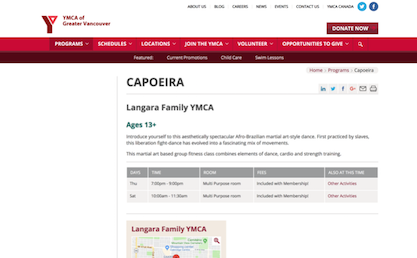 ABOUT US BLOG CAREERS NEWS EVENTS CONTACT US YMCA CANADA
YMCA of
Greater Vancouver
DONATE NOW
PROGRAMS SCHEDULES LOCATIONS JOIN THE YMCA VOLUNTEER OPPORTUNITIES TO GIVE
Featured: Current Promotions Child Care Swim Lessons
Home Programs Capoeira
CAPOEIRA
Langara Family YMCA
Ages 13+
Introduce yourself to this aesthetically spectacular Afro-Brazilian martial art-style dance. First practiced by slaves,
this liberation fight-dance has evolved into a fascinating mix of movements.
This martial art based group fitness class combines elements of dance, cardio and strength training.
DATE TIME ROOM FEE ALSO AT THIS TIME
Thu 7:00pm - 9:00pm Multi Purpose room Included with Membership! Other Activities
Sat 10:00am - 11:30am Multi Purpose room Included with Membership! Other Activities
Langara Family YMCA